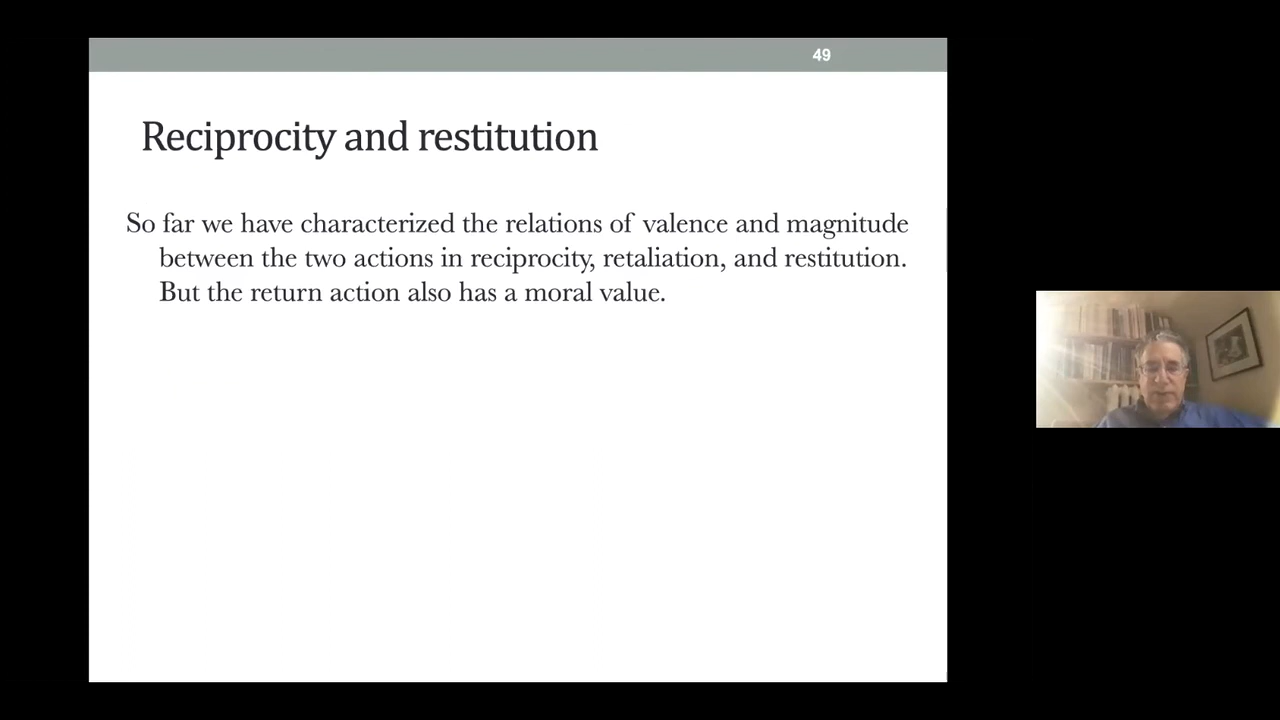 49
Reciprocity and restitution
So far we have characterized the relations of valence and magnitude
between the two actions in reciprocity, retaliation, and restitution.
But the return action also has a moral value.